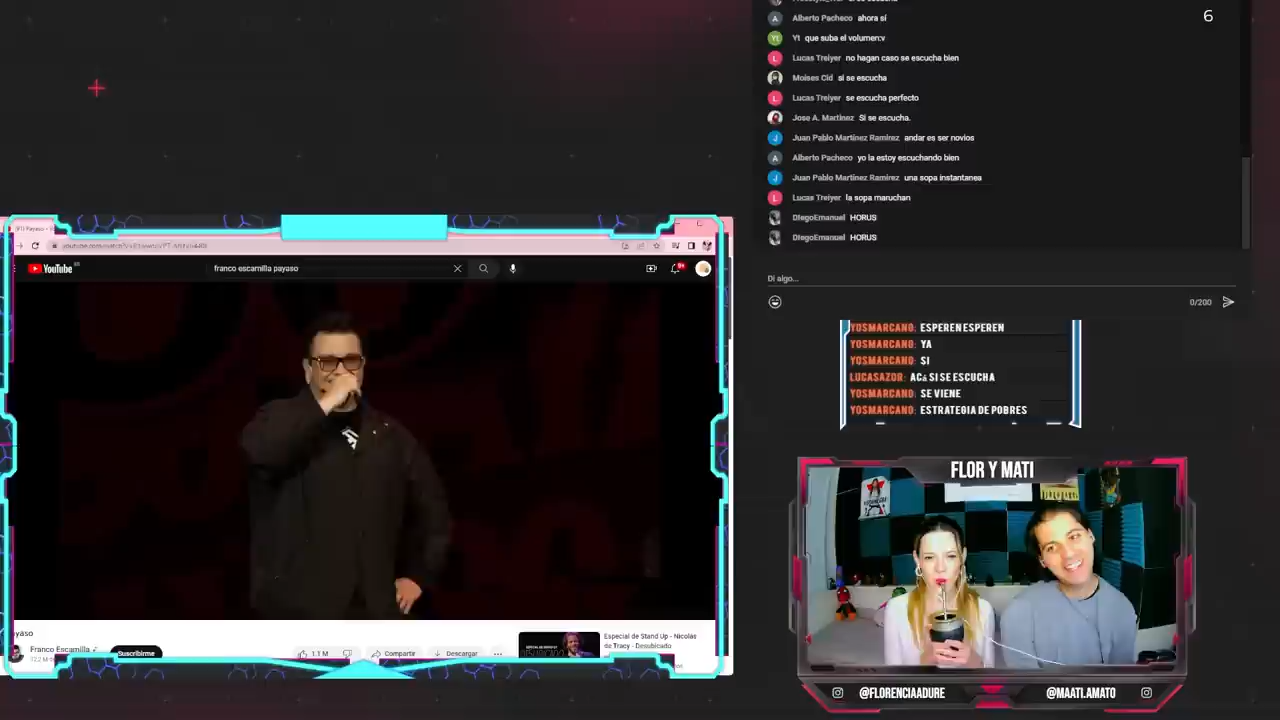 6
Alberto Pacheco ahora si
Yt que suba el volumen:v
Lucas Treiyer no hagan caso se escucha bien
Moises Cid si se escucha
Lucas Treiyer se escucha perfecto
Jose A. Martinez Si se escucha.
Juan Pablo Martinez Ramirez andar es ser novios
Alberto Pacheco yo la estoy escuchando bien
Juan Pablo Martinez Ramirez una sopa instantanea
Lucas Treiyer la sopa maruchan
DiegoEmanuel HORUS
DiegoEmanuel HORUS
Di algo...
0/200
YOSMARCANO: ESPEREN ESPEREN
YOSMARCANO: YA
YOSMARCANO: SI
LUCASAZOR: ACá SI SE ESCUCHA
YOSMARCANO: SE VIENE
YOSMARCANO: ESTRATEGIA DE POBRES
YouTube
franco escamilla payaso
9+
yaso
Franco Escamilla
Suscribirme
1.1 M
Compartir
Descargar
Especial de Stand Up - Nicolas
de Tracy - Desubicado
FLOR Y MATI
@FLORENCIAADURE
@MAATI.AMATO